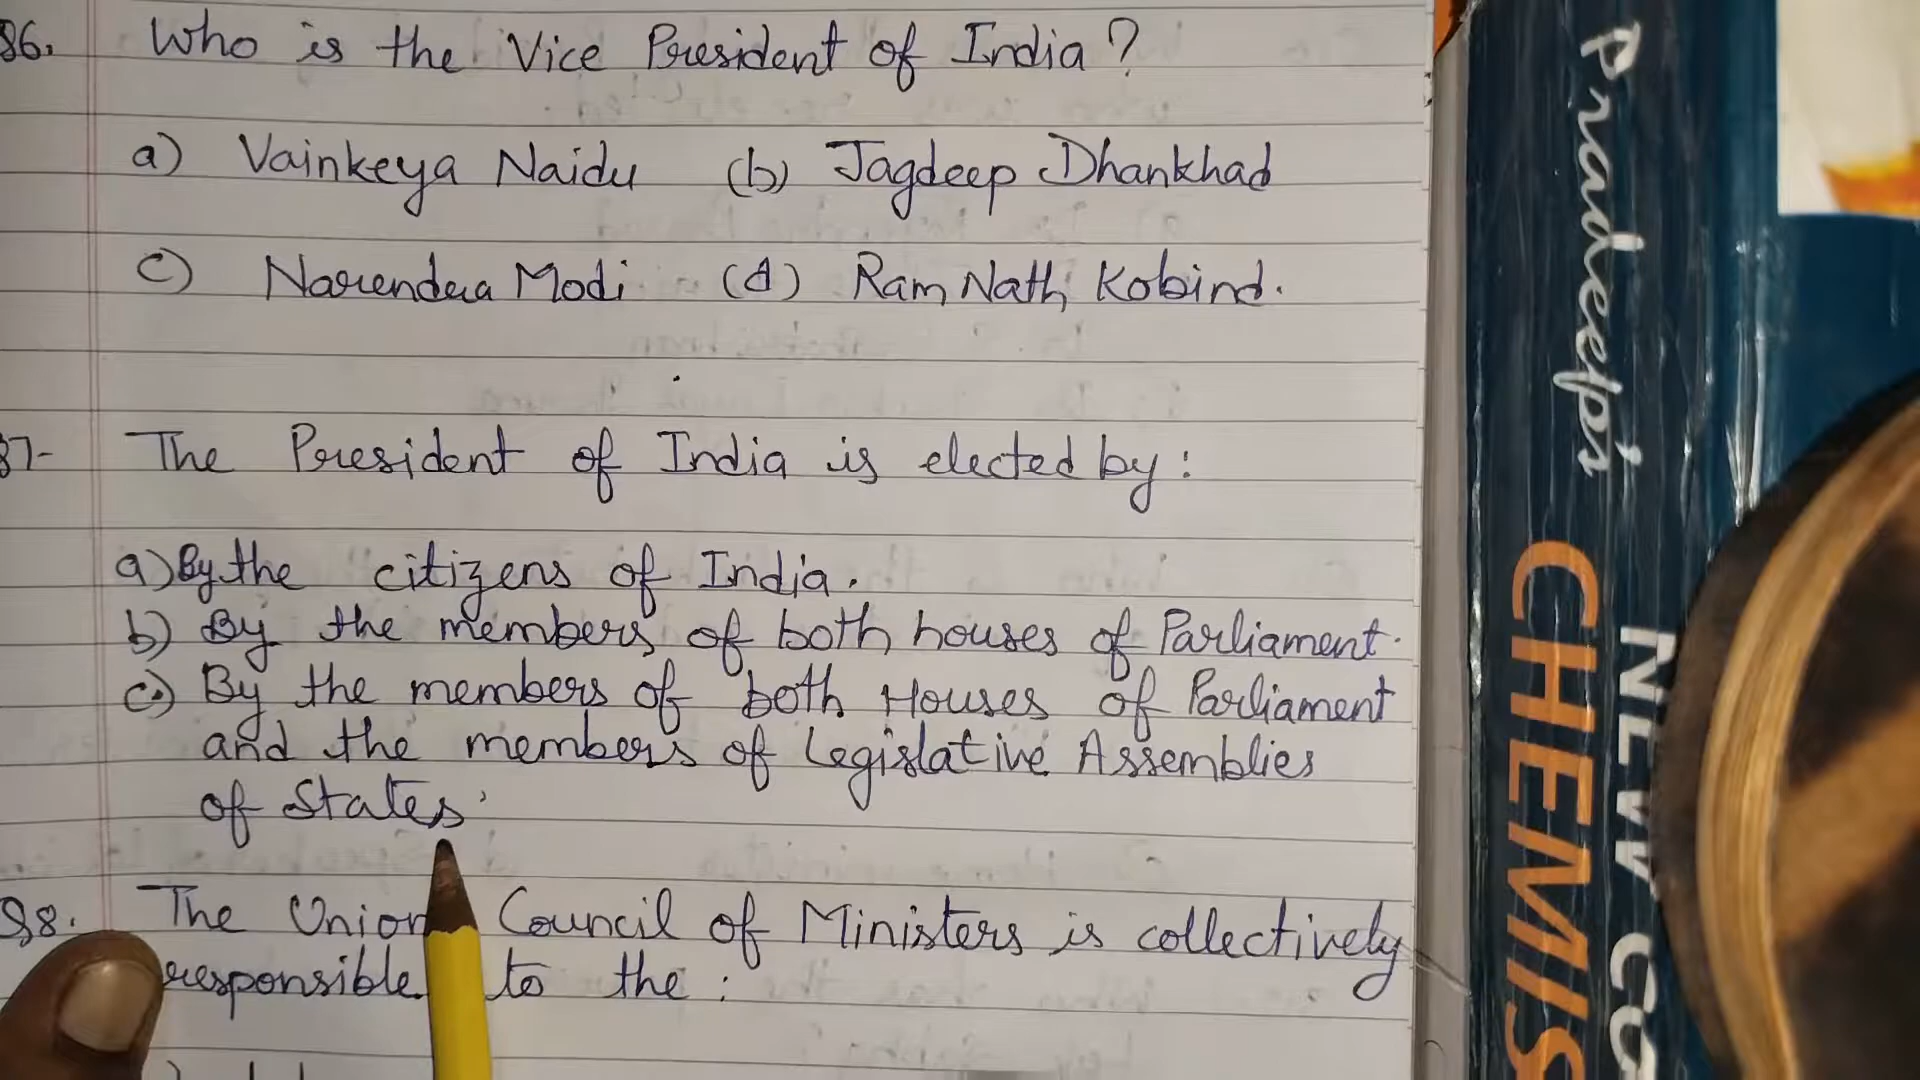 86. Who is the Vice President of India?
a) Vainkeya Naidu (b) Jagdeep Dhankhad
c) Narendra Modi (d) Ram Nath Kobind.
87- The President of India is elected by:
a) By the citizens of India.
b) By the members of both houses of Parliament.
c) By the members of both Houses of Parliament
and the members of Legislative Assemblies
of States.
88. The Union Council of Ministers is collectively
responsible to the:
Pradeep's
CHEMIS
NEW CO